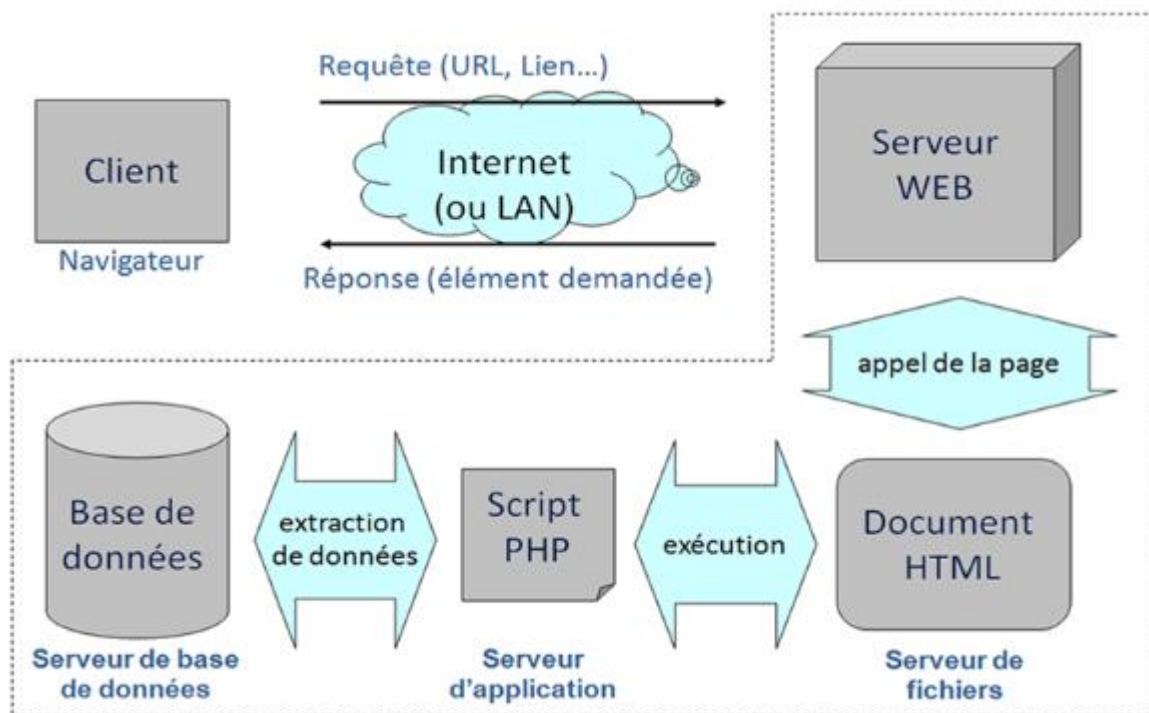 Requête (URL, Lien...)
Client
Navigateur
Internet
(ou LAN)
Réponse (élément demandée)
Serveur
WEB
appel de la page
Base de
données
extraction
de données
Script
PHP
exécution
Document
HTML
Serveur de base
de données
Serveur
d'application
Serveur de
fichiers